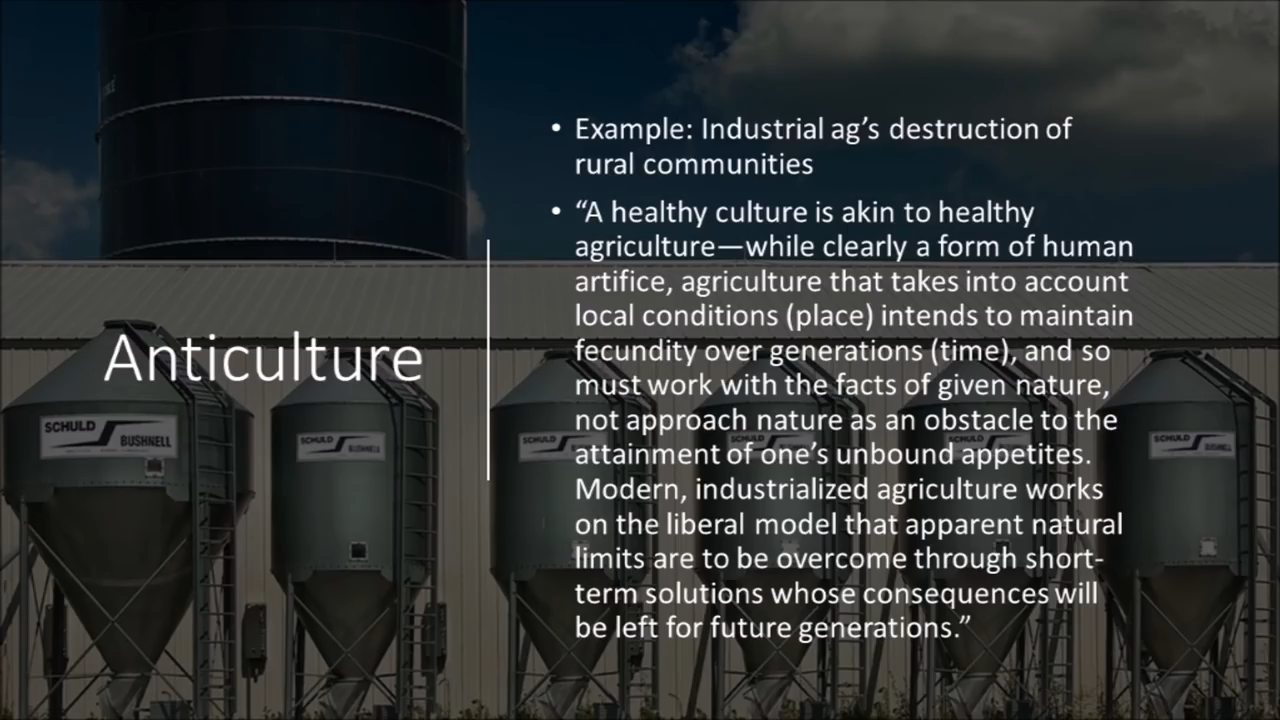 Anticulture
• Example: Industrial ag’s destruction of
rural communities
• “A healthy culture is akin to healthy
agriculture—while clearly a form of human
artifice, agriculture that takes into account
local conditions (place) intends to maintain
fecundity over generations (time), and so
must work with the facts of given nature,
not approach nature as an obstacle to the
attainment of one’s unbound appetites.
Modern, industrialized agriculture works
on the liberal model that apparent natural
limits are to be overcome through short-
term solutions whose consequences will
be left for future generations.”
SCHULD
BUSHNELL
SCHULD
BUSHNELL
SCHULD
SCHULD
SCHULD
SCHULD
BUSHNELL